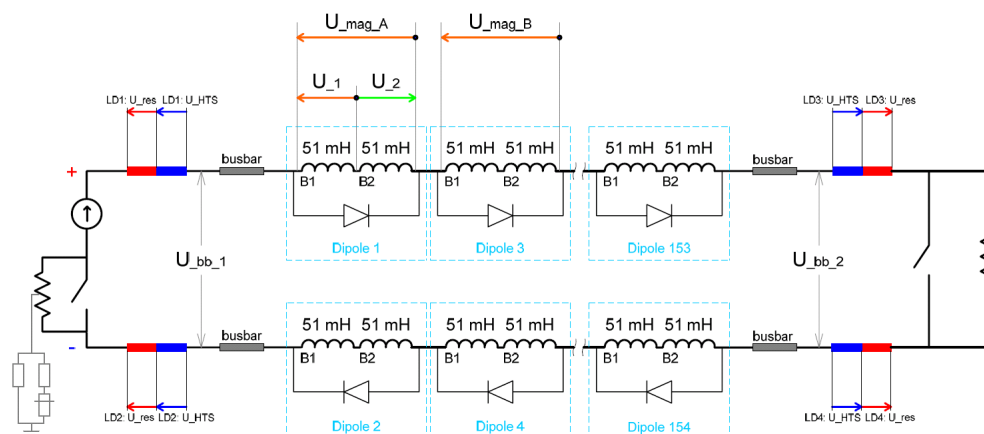 U_mag_A U_mag_B
U_1 U_2
LD1: U_res LD1: U_HTS LD3: U_HTS LD3: U_res
51 mH 51 mH 51 mH 51 mH 51 mH 51 mH
busbar busbar
+
B1 B2 B1 B2 B1 B2
Dipole 1 Dipole 3 Dipole 153
U_bb_1 U_bb_2
51 mH 51 mH 51 mH 51 mH 51 mH 51 mH
busbar busbar
-
B1 B2 B1 B2 B1 B2
LD2: U_res LD2: U_HTS LD4: U_HTS LD4: U_res
Dipole 2 Dipole 4 Dipole 154